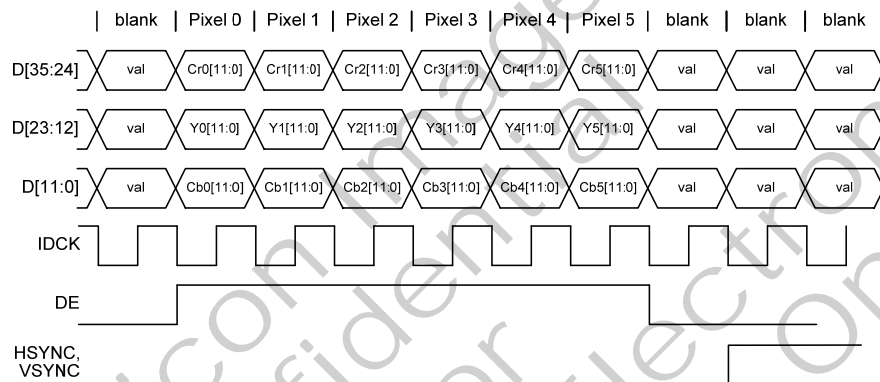 blank Pixel 0 Pixel 1 Pixel 2 Pixel 3 Pixel 4 Pixel 5 blank blank blank
D[35:24] val Cr0[11:0] Cr1[11:0] Cr2[11:0] Cr3[11:0] Cr4[11:0] Cr5[11:0] val val val
D[23:12] val Y0[11:0] Y1[11:0] Y2[11:0] Y3[11:0] Y4[11:0] Y5[11:0] val val val
D[11:0] val Cb0[11:0] Cb1[11:0] Cb2[11:0] Cb3[11:0] Cb4[11:0] Cb5[11:0] val val val
IDCK
DE
HSYNC,
VSYNC